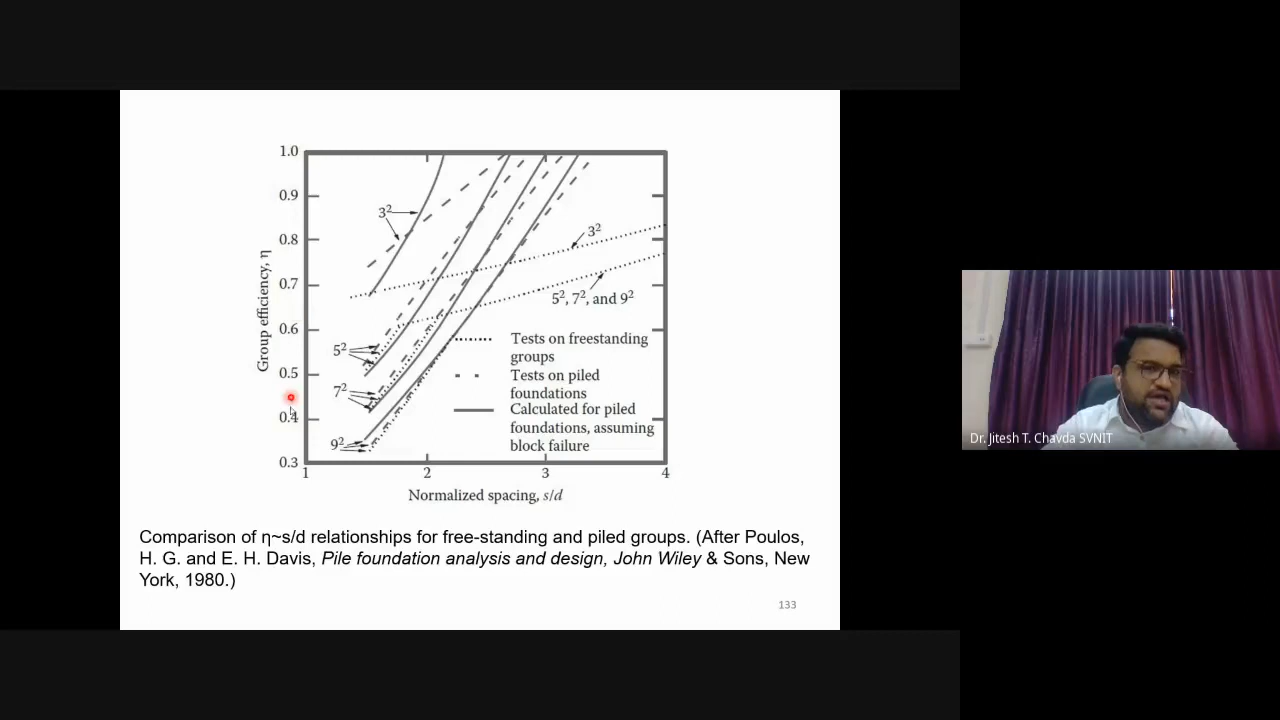 1.0
0.9
0.8
0.7
0.6
0.5
0.4
0.3
Group efficiency, η
3²
3²
5², 7², and 9²
5²
7²
9²
Tests on freestanding
groups
Tests on piled
foundations
Calculated for piled
foundations, assuming
block failure
1 2 3 4
Normalized spacing, s/d
Comparison of η~s/d relationships for free-standing and piled groups. (After Poulos,
H. G. and E. H. Davis, Pile foundation analysis and design, John Wiley & Sons, New
York, 1980.)
133
Dr. Jitesh T. Chavda SVNIT